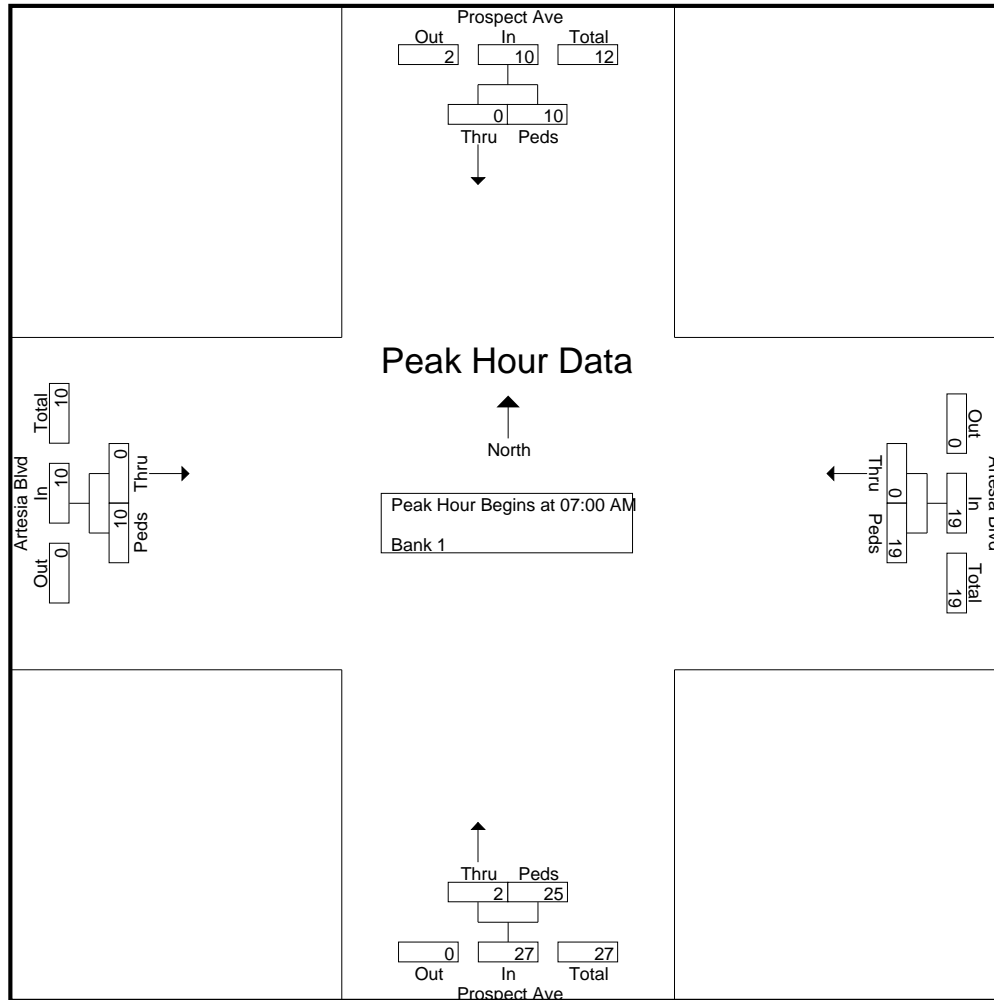 Prospect Ave
Out In Total
2 10 12
0 10
Thru Peds
Peak Hour Data
North
Peak Hour Begins at 07:00 AM
Bank 1
Artesia Blvd
Out In Total
0 10 10
Peds Thru
10 0
Artesia Blvd
Out In Total
0 19 19
Thru Peds
0 19
Thru Peds
2 25
0 27 27
Out In Total
Prospect Ave